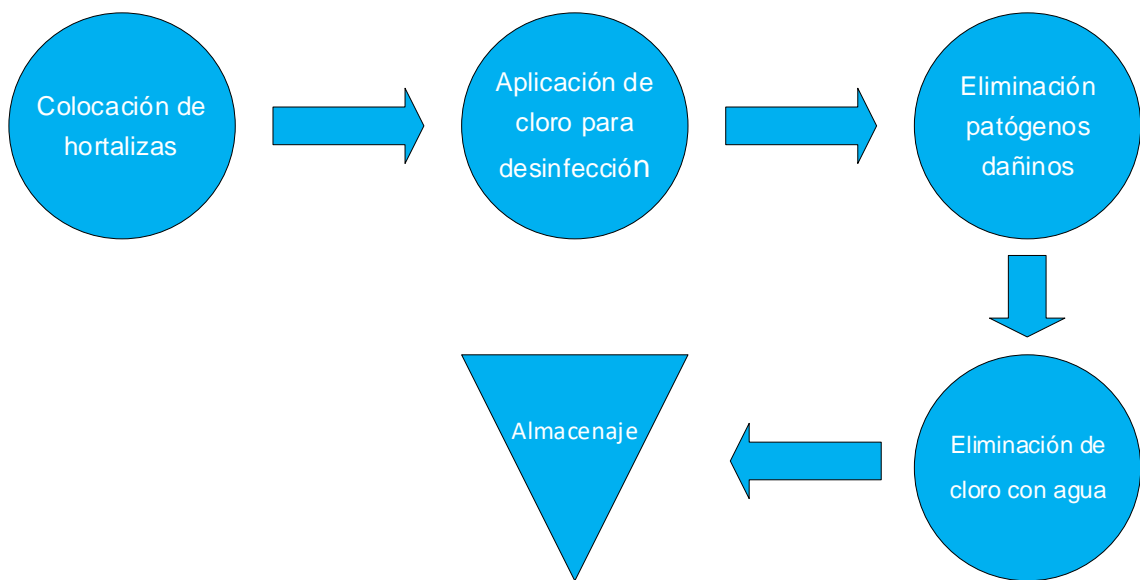 Colocación de
hortalizas
Aplicación de
cloro para
desinfección
Eliminación
patógenos
dañinos
Eliminación de
cloro con agua
Almacenaje